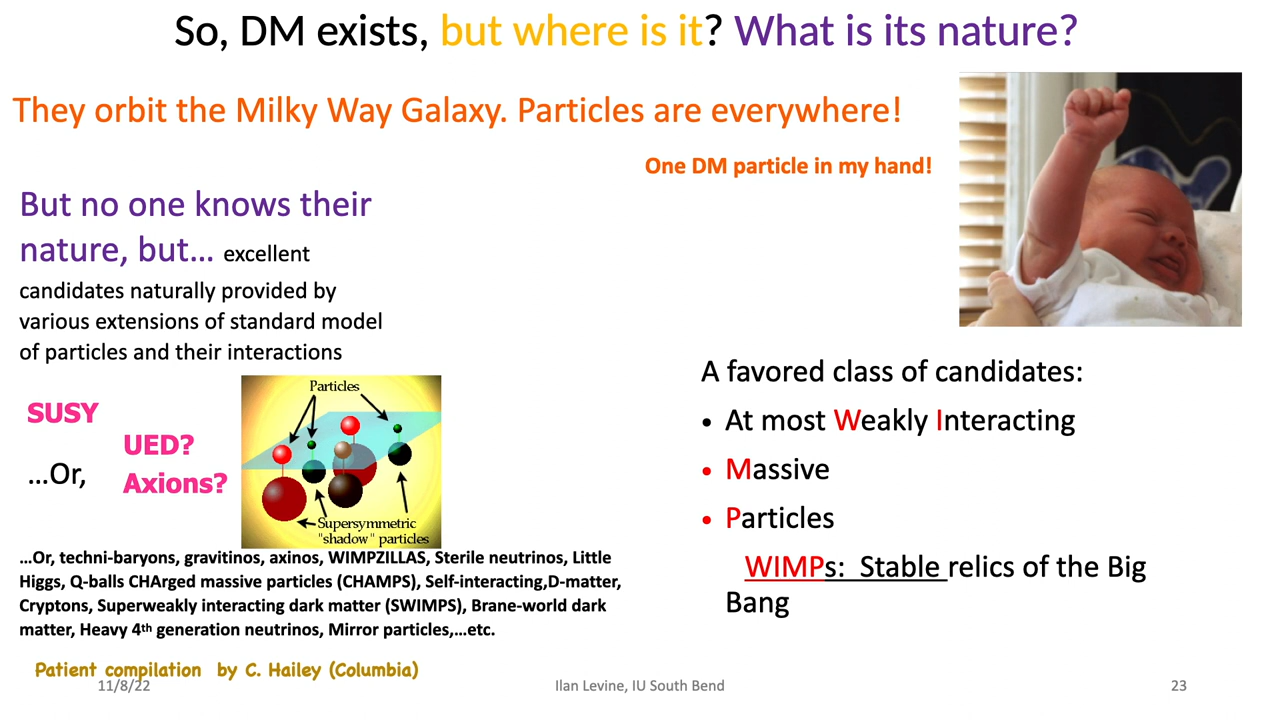 So, DM exists, but where is it? What is its nature?
They orbit the Milky Way Galaxy. Particles are everywhere!
One DM particle in my hand!
But no one knows their
nature, but... excellent
candidates naturally provided by
various extensions of standard model
of particles and their interactions
SUSY
UED?
…Or,
Axions?
Particles
Supersymmetric
"shadow" particles
…Or, techni-baryons, gravitinos, axinos, WIMPZILLAS, Sterile neutrinos, Little
Higgs, Q-balls CHArged massive particles (CHAMPS), Self-interacting,D-matter,
Cryptons, Superweakly interacting dark matter (SWIMPS), Brane-world dark
matter, Heavy 4th generation neutrinos, Mirror particles,…etc.
Patient compilation by C. Hailey (Columbia)
A favored class of candidates:
• At most Weakly Interacting
• Massive
• Particles
WIMPs: Stable relics of the Big
Bang
11/8/22
Ilan Levine, IU South Bend
23